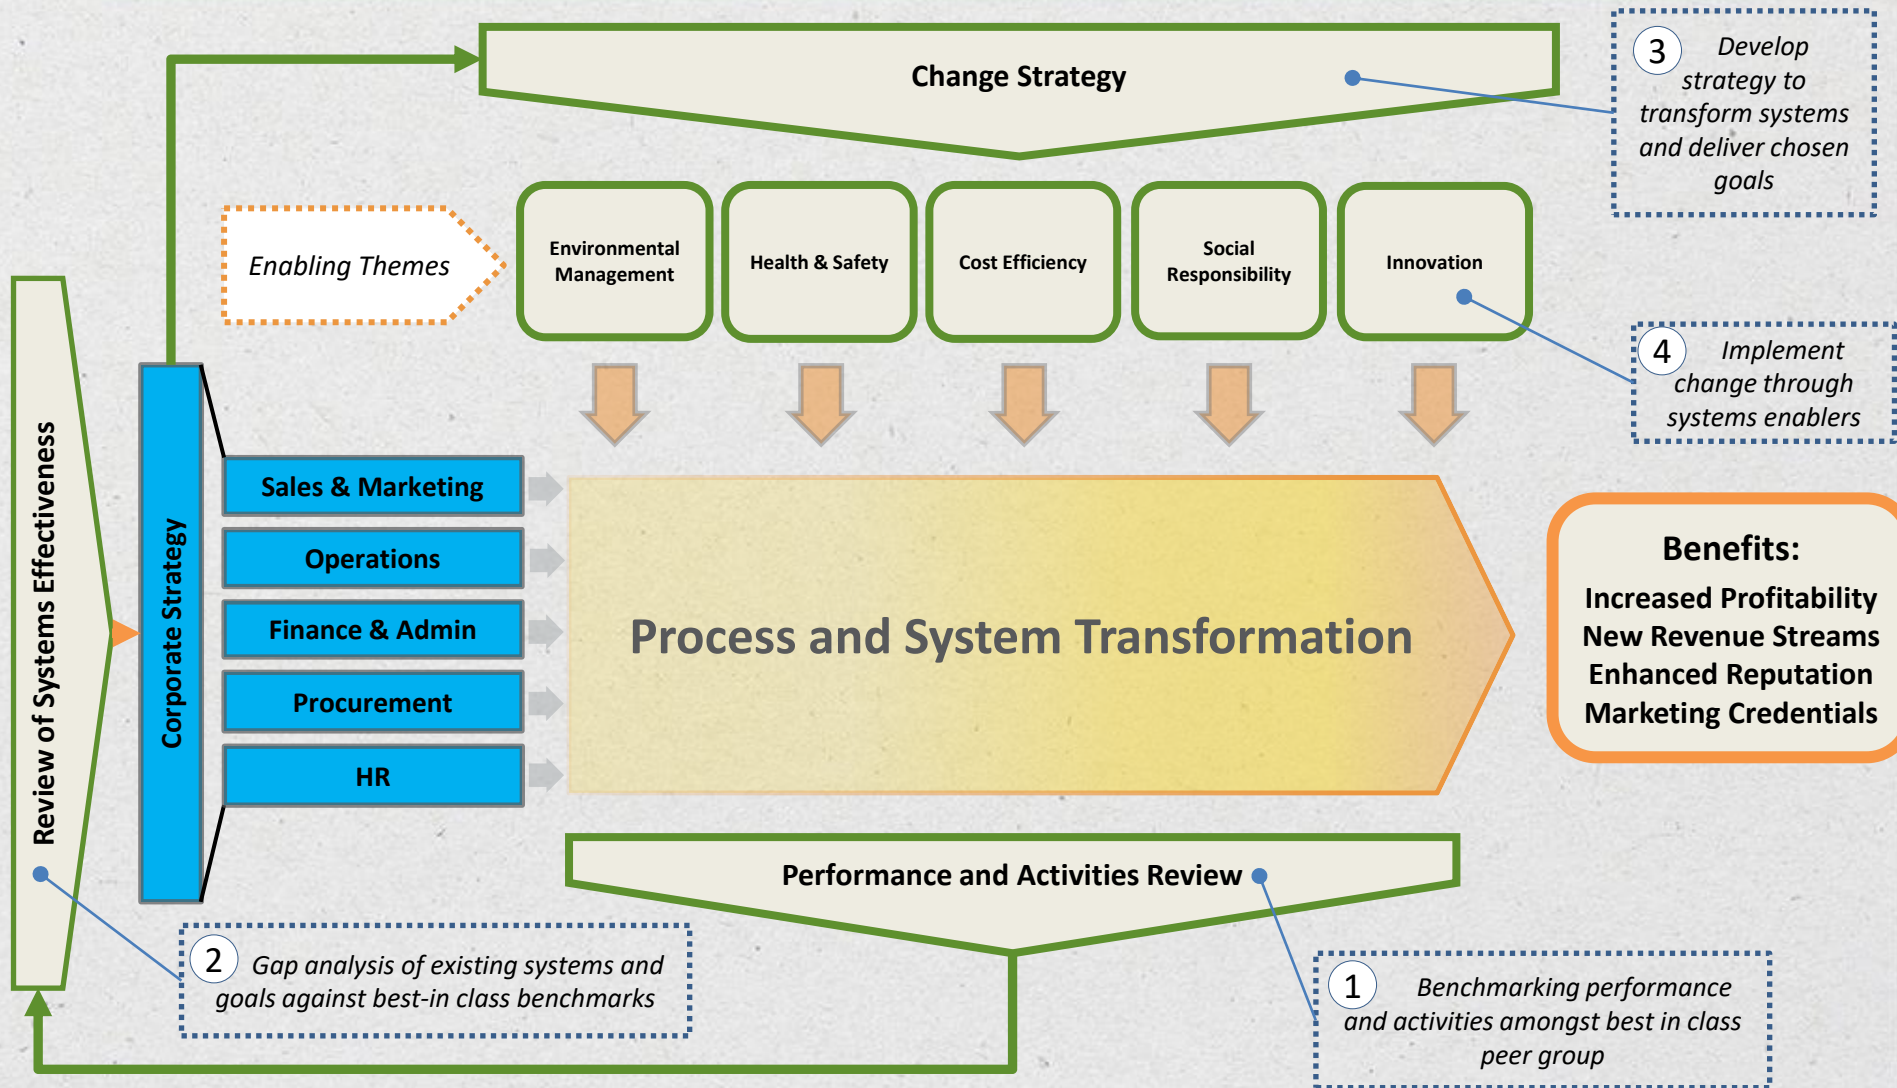 Change Strategy
3 Develop
strategy to
transform systems
and deliver chosen
goals
Enabling Themes
Environmental
Management
Health & Safety
Cost Efficiency
Social
Responsibility
Innovation
4 Implement
change through
systems enablers
Review of Systems Effectiveness
Corporate Strategy
Sales & Marketing
Operations
Finance & Admin
Procurement
HR
Process and System Transformation
Benefits:
Increased Profitability
New Revenue Streams
Enhanced Reputation
Marketing Credentials
Performance and Activities Review
2 Gap analysis of existing systems and
goals against best-in class benchmarks
1 Benchmarking performance
and activities amongst best in class
peer group